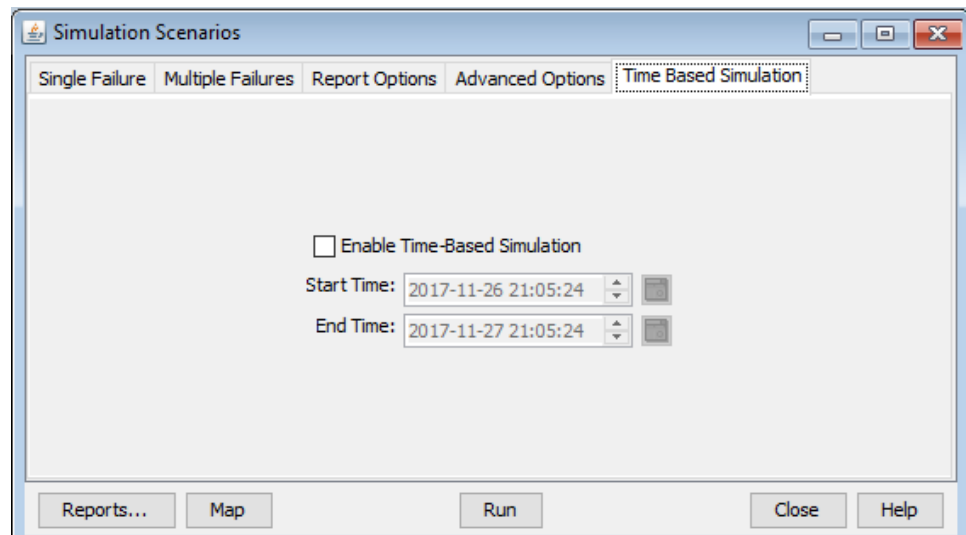 Simulation Scenarios
Single Failure Multiple Failures Report Options Advanced Options Time Based Simulation
Enable Time-Based Simulation
Start Time: 2017-11-26 21:05:24
End Time: 2017-11-27 21:05:24
Reports... Map Run Close Help